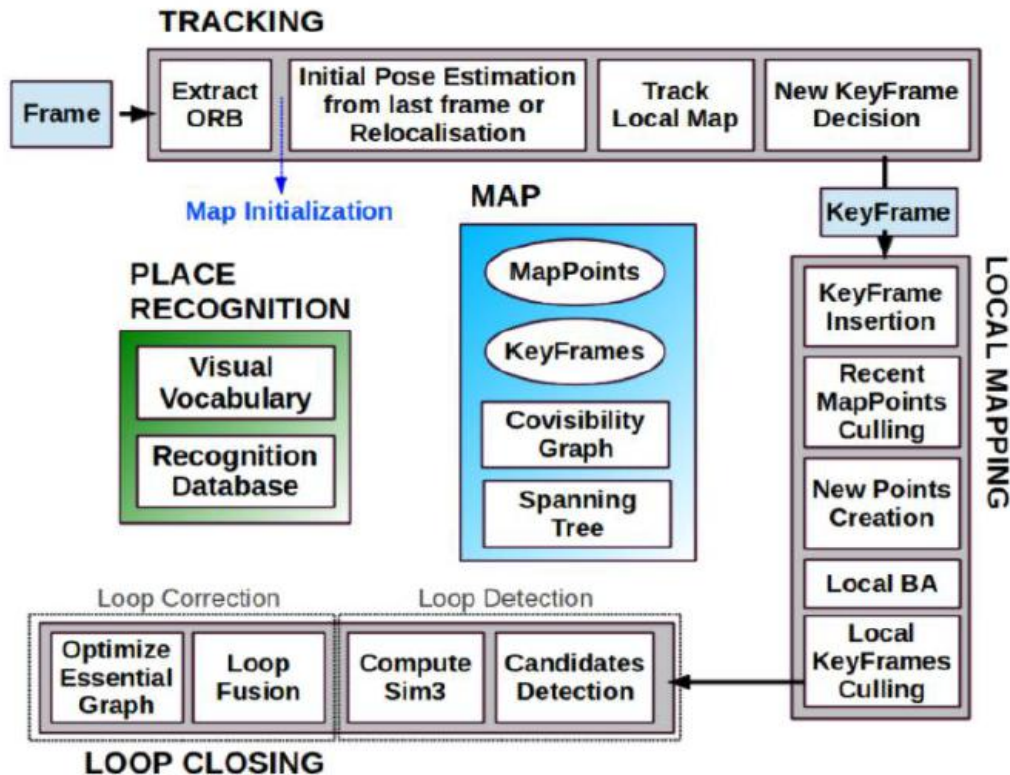 TRACKING
Frame
Extract
ORB
Initial Pose Estimation
from last frame or
Relocalisation
Track
Local Map
New KeyFrame
Decision
Map Initialization
KeyFrame
MAP
MapPoints
KeyFrames
Covisibility
Graph
Spanning
Tree
PLACE
RECOGNITION
Visual
Vocabulary
Recognition
Database
LOCAL MAPPING
KeyFrame
Insertion
Recent
MapPoints
Culling
New Points
Creation
Local BA
Local
KeyFrames
Culling
Loop Correction
Loop Detection
Optimize
Essential
Graph
Loop
Fusion
Compute
Sim3
Candidates
Detection
LOOP CLOSING